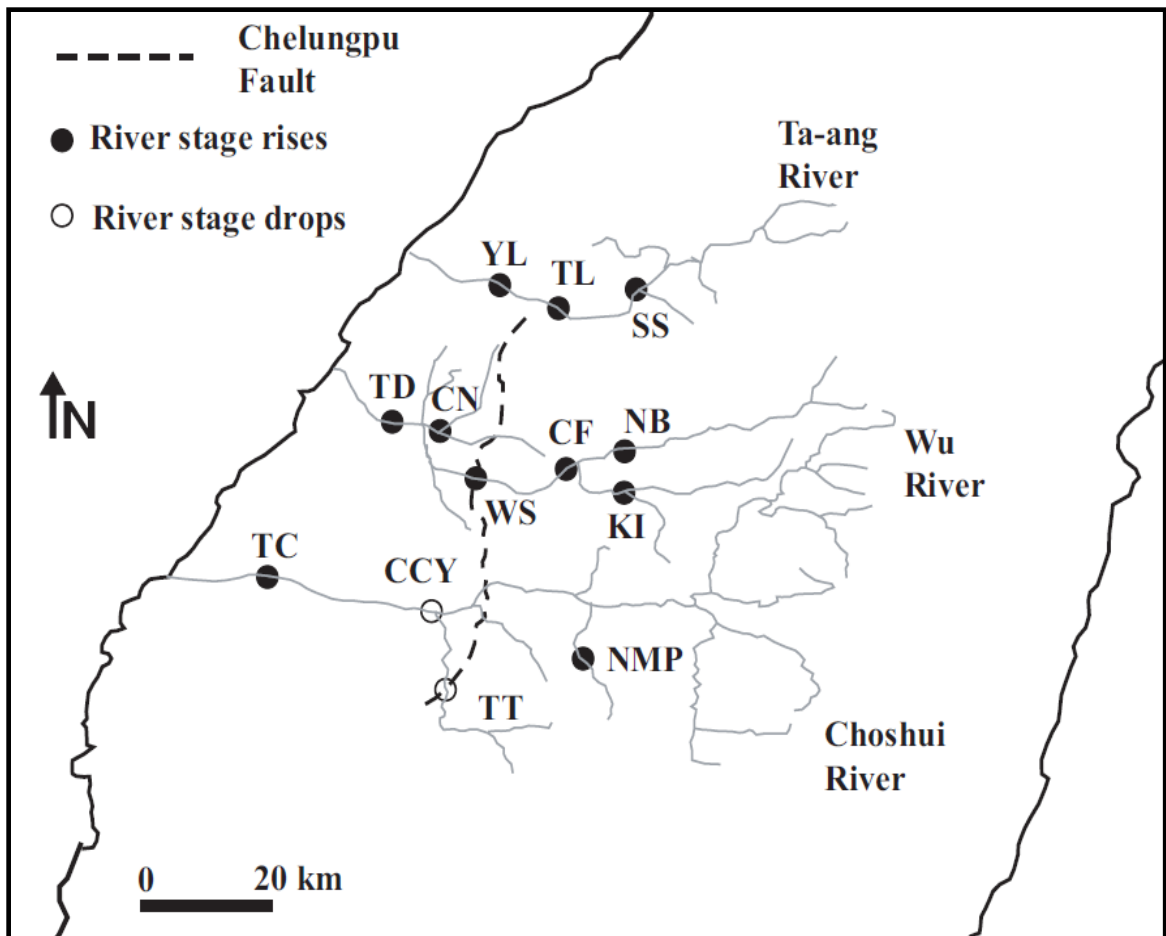 Chelungpu
Fault
River stage rises
River stage drops
Ta-ang
River
YL
TL
SS
N
TD
CN
CF
NB
Wu
River
WS
KI
TC
CCY
NMP
TT
Choshui
River
0 20 km